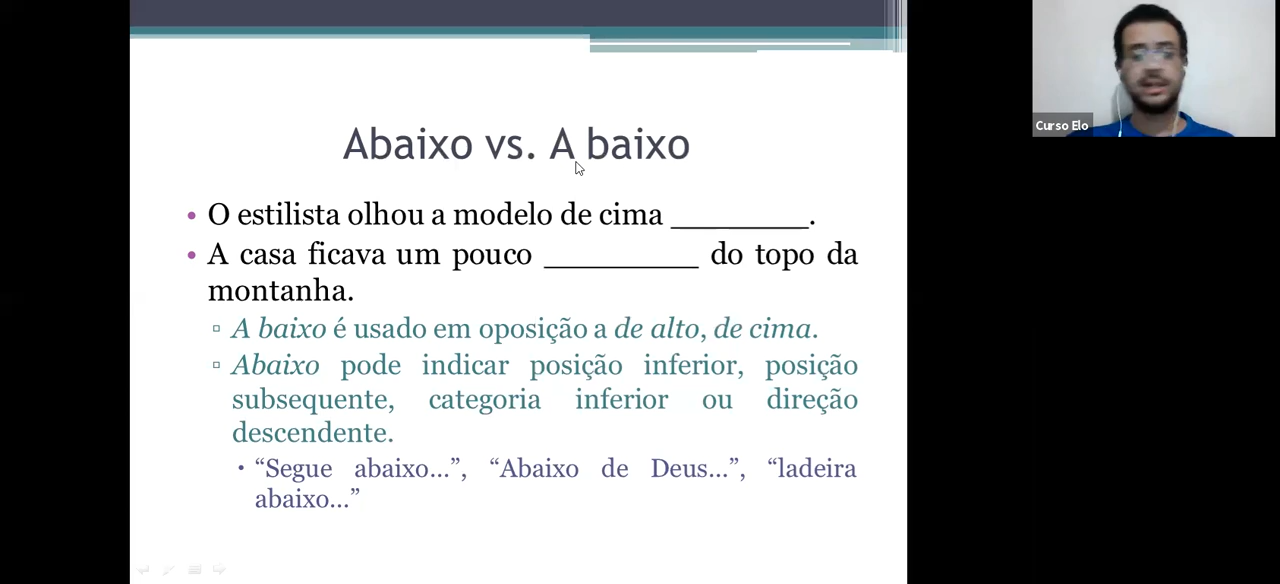 Abaixo vs. A baixo
• O estilista olhou a modelo de cima _________.
• A casa ficava um pouco __________ do topo da
montanha.
▫ A baixo é usado em oposição a de alto, de cima.
▫ Abaixo pode indicar posição inferior, posição
subsequente, categoria inferior ou direção
descendente.
• “Segue abaixo...”, “Abaixo de Deus...”, “ladeira
abaixo...”
Curso Elo